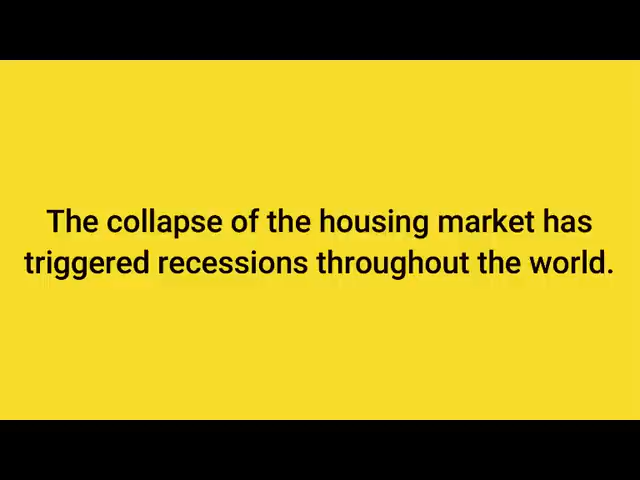 The collapse of the housing market has
triggered recessions throughout the world.